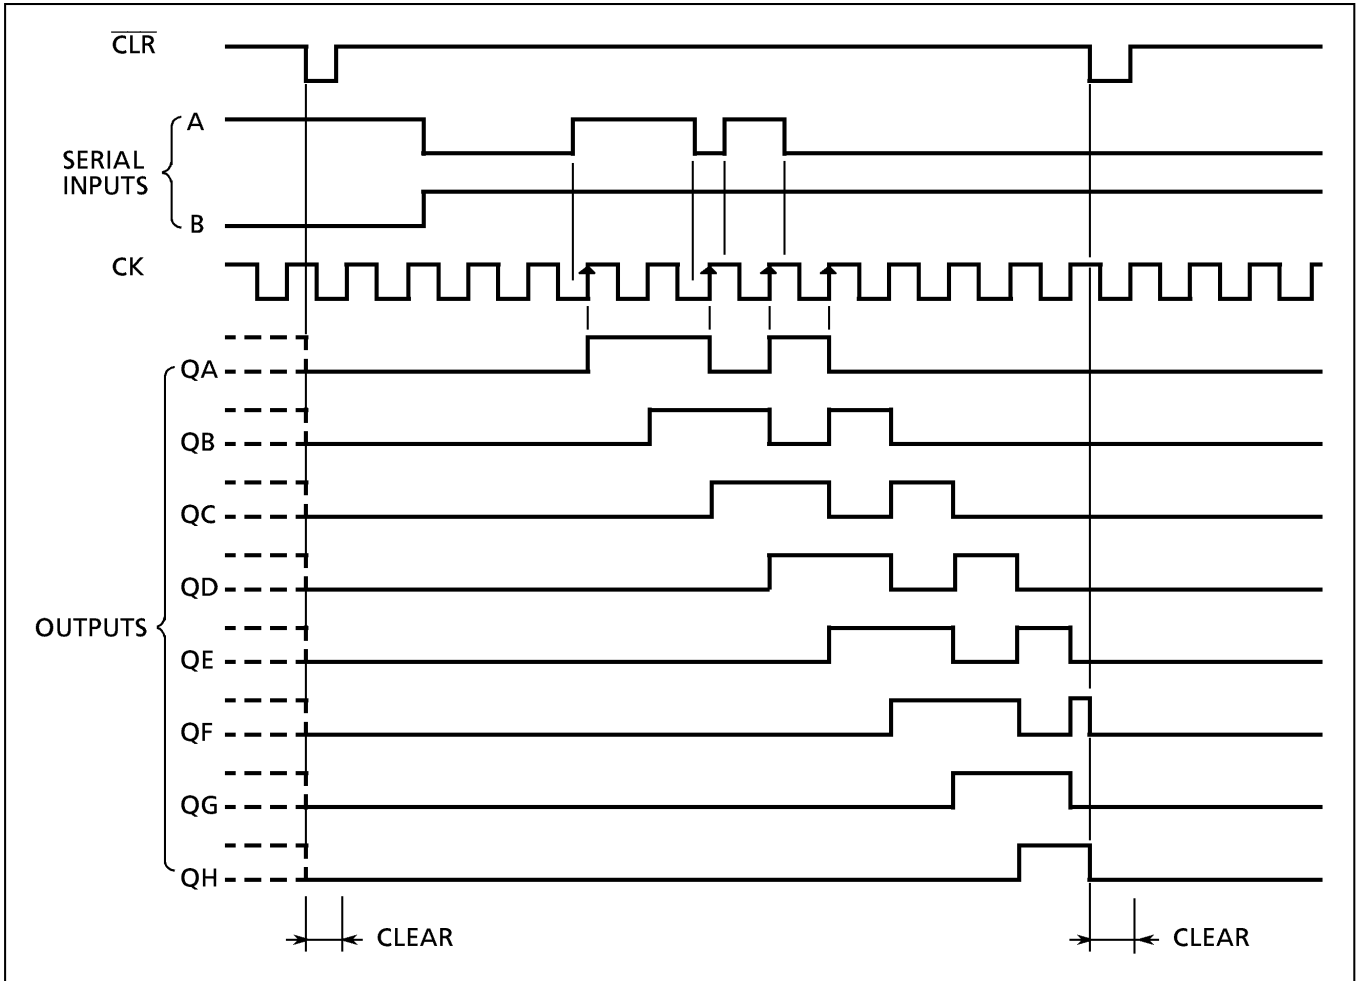 CLR
A
SERIAL
INPUTS
B
CK
QA
QB
QC
QD
OUTPUTS
QE
QF
QG
QH
CLEAR CLEAR